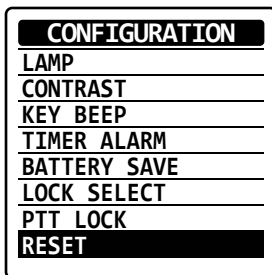 CONFIGURATION
LAMP
CONTRAST
KEY BEEP
TIMER ALARM
BATTERY SAVE
LOCK SELECT
PTT LOCK
RESET